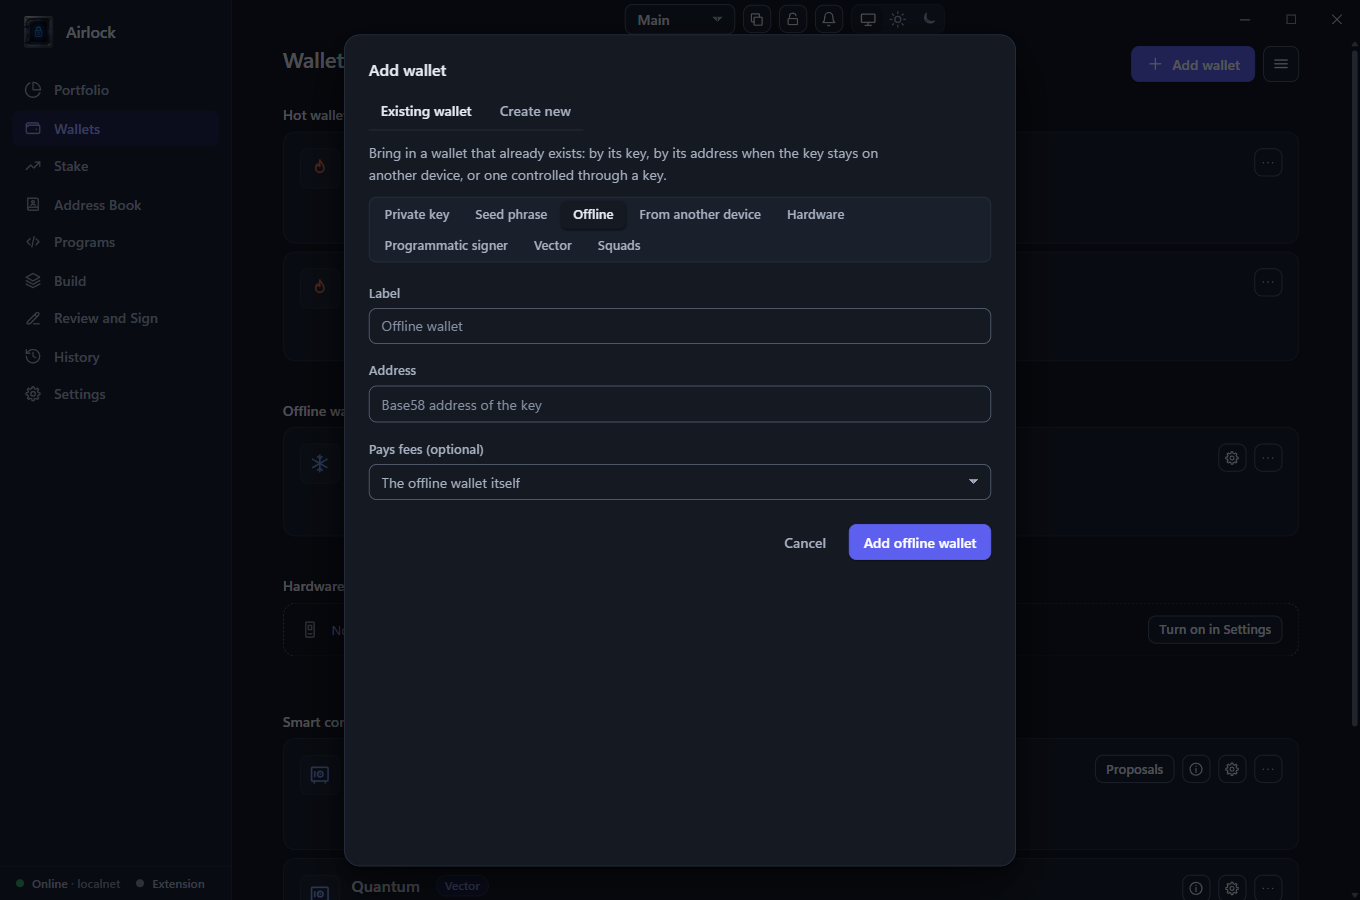 Airlock
Main
Portfolio
Wallets
Stake
Address Book
Programs
Build
Review and Sign
History
Settings
Online · localnet
Extension
Wallet
Add wallet
Hot walle
Offline wa
Hardware
No
Turn on in Settings
Smart con
Proposals
Quantum
Vector
Add wallet
Existing wallet
Create new
Bring in a wallet that already exists: by its key, by its address when the key stays on
another device, or one controlled through a key.
Private key
Seed phrase
Offline
From another device
Hardware
Programmatic signer
Vector
Squads
Label
Offline wallet
Address
Base58 address of the key
Pays fees (optional)
The offline wallet itself
Cancel
Add offline wallet